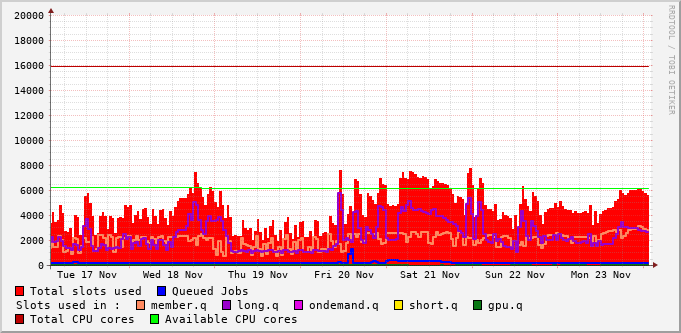 20000
18000
16000
14000
12000
10000
8000
6000
4000
2000
0
RRDTOOL / TOBI OETIKER
Tue 17 Nov Wed 18 Nov Thu 19 Nov Fri 20 Nov Sat 21 Nov Sun 22 Nov Mon 23 Nov
Total slots used Queued Jobs
Slots used in : member.q long.q ondemand.q short.q gpu.q
Total CPU cores Available CPU cores